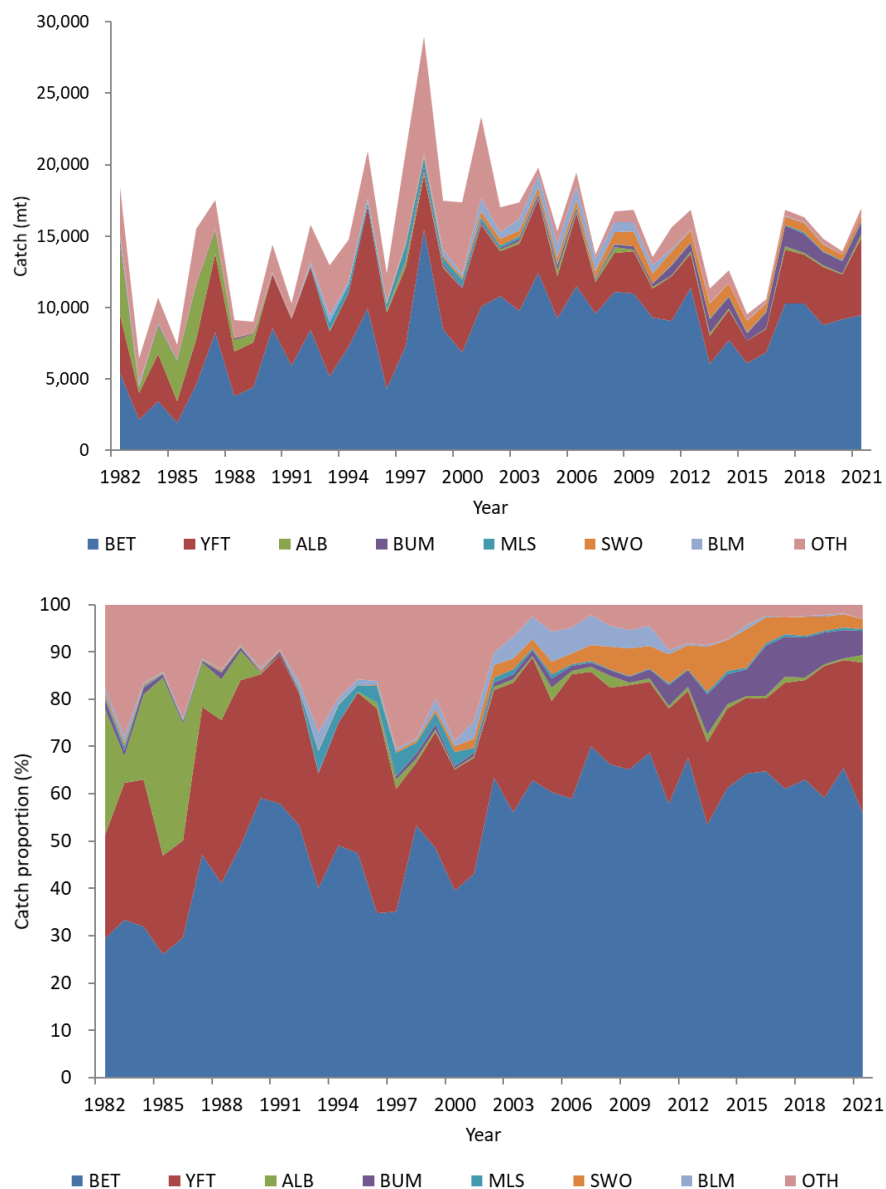 30,000
25,000
20,000
15,000
10,000
5,000
0
Catch (mt)
1982 1985 1988 1991 1994 1997 2000 2003 2006 2009 2012 2015 2018 2021
Year
BET YFT ALB BUM MLS SWO BLM OTH
100
90
80
70
60
50
40
30
20
10
0
Catch proportion (%)
1982 1985 1988 1991 1994 1997 2000 2003 2006 2009 2012 2015 2018 2021
Year
BET YFT ALB BUM MLS SWO BLM OTH